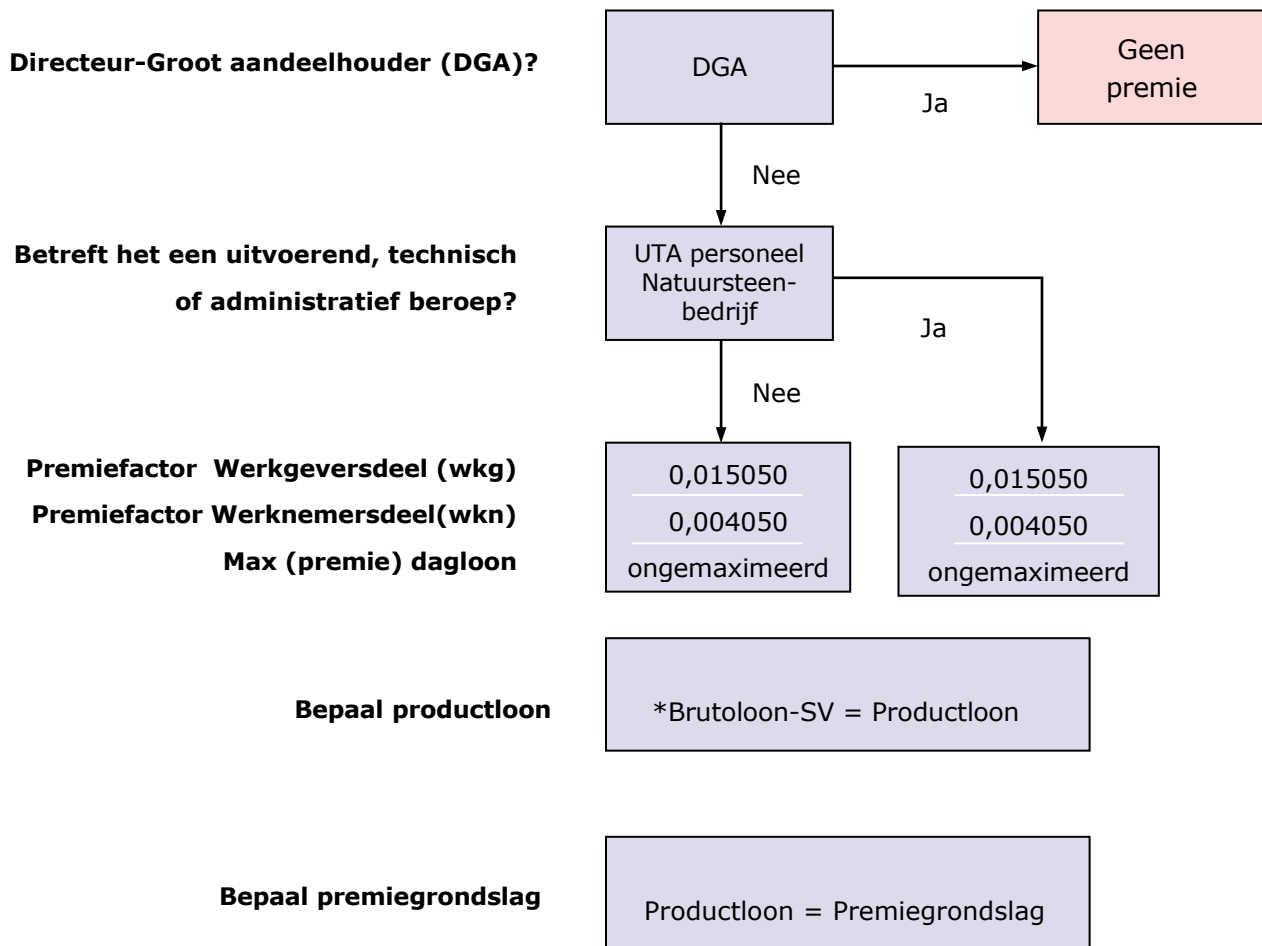 Directeur-Groot aandeelhouder (DGA)?
DGA
Ja
Geen
premie
Nee
Betreft het een uitvoerend, technisch
of administratief beroep?
UTA personeel
Natuursteen-
bedrijf
Ja
Nee
Premiefactor Werkgeversdeel (wkg)
0,015050
0,015050
Premiefactor Werknemersdeel(wkn)
0,004050
0,004050
Max (premie) dagloon
ongemaximeerd
ongemaximeerd
Bepaal productloon
*Brutoloon-SV = Productloon
Bepaal premiegrondslag
Productloon = Premiegrondslag